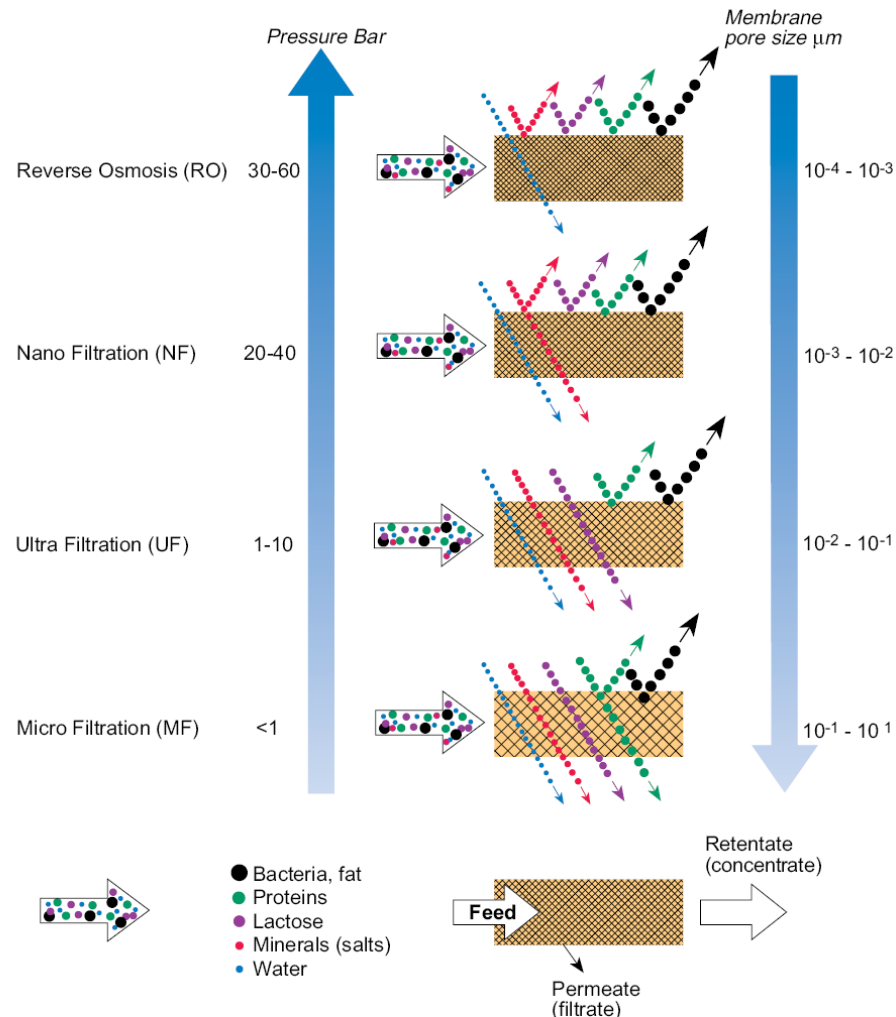 Pressure Bar
Membrane
pore size μm
Reverse Osmosis (RO) 30-60 10⁻⁴ - 10⁻³
Nano Filtration (NF) 20-40 10⁻³ - 10⁻²
Ultra Filtration (UF) 1-10 10⁻² - 10⁻¹
Micro Filtration (MF) <1 10⁻¹ - 10¹
Bacteria, fat
Proteins
Lactose
Minerals (salts)
Water
Feed
Permeate
(filtrate)
Retentate
(concentrate)